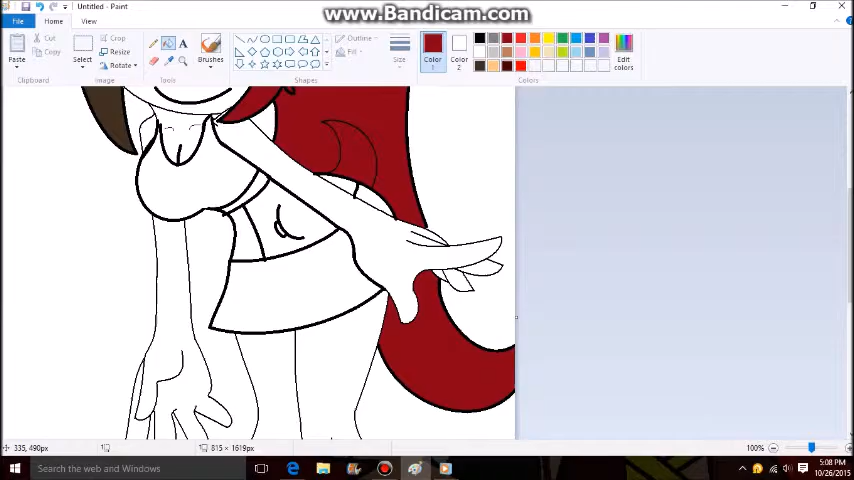 www.Bandicam.com
Untitled - Paint
File Home View
Paste
Cut
Copy
Clipboard
Select
Crop
Resize
Rotate
Image
Tools
Brushes
Shapes
Outline
Fill
Size
Color 1
Color 2
Edit colors
Colors
335, 490px
815 x 1619px
100%
Search the web and Windows
5:08 PM
10/26/2015